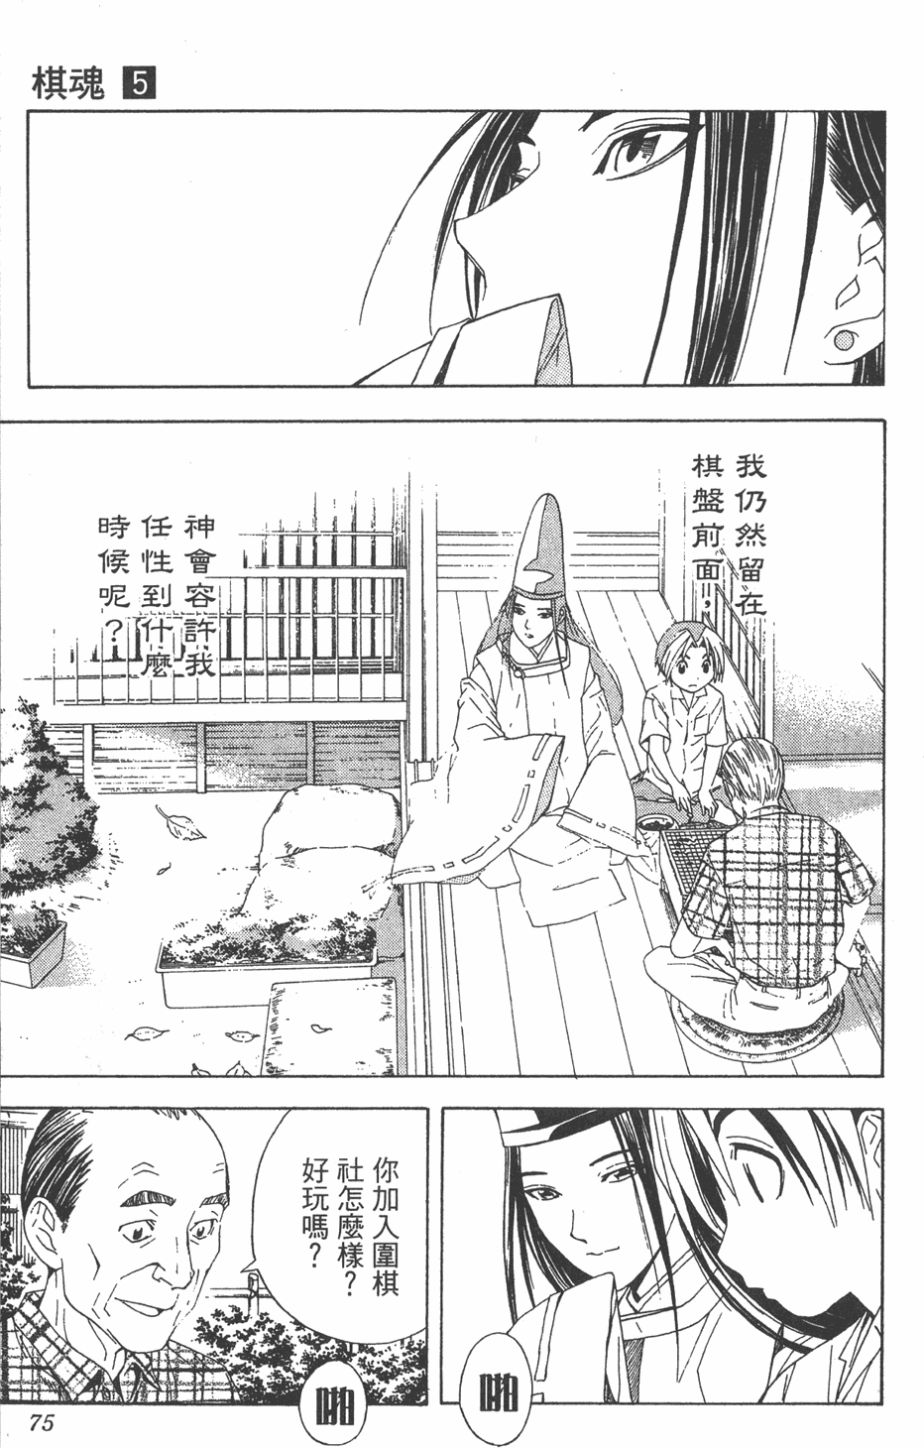 棋魂 5
我仍然留在
棋盤前面，
神會容許我
任性到什麼
時候呢？
啪
你加入圍棋
社怎麼樣？
好玩嗎？
啪
75